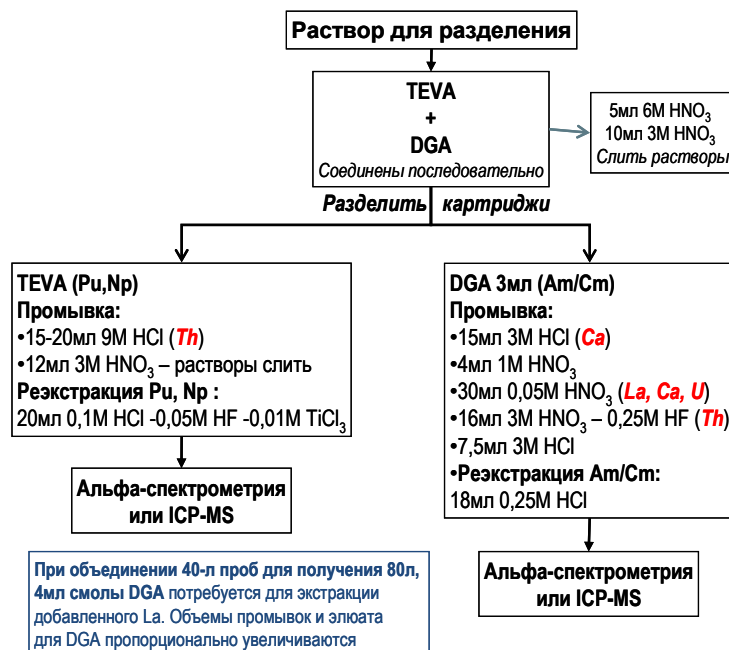 Раствор для разделения
TEVA
+
DGA
Соединены последовательно
5мл 6М HNO₃
10мл 3М HNO₃
Слить растворы
Разделить картриджи
TEVA (Pu,Np)
Промывка:
•15-20мл 9М HCl (Th)
•12мл 3М HNO₃ – растворы слить
Реэкстракция Pu, Np :
20мл 0,1М HCl -0,05М HF -0,01М TiCl₃
Альфа-спектрометрия
или ICP-MS
DGA 3мл (Am/Cm)
Промывка:
•15мл 3М HCl (Ca)
•4мл 1М HNO₃
•30мл 0,05М HNO₃ (La, Ca, U)
•16мл 3М HNO₃ – 0,25М HF (Th)
•7,5мл 3М HCl
•Реэкстракция Am/Cm:
18мл 0,25М HCl
Альфа-спектрометрия
или ICP-MS
При объединении 40-л проб для получения 80л,
4мл смолы DGA потребуется для экстракции
добавленного La. Объемы промывок и элюата
для DGA пропорционально увеличиваются